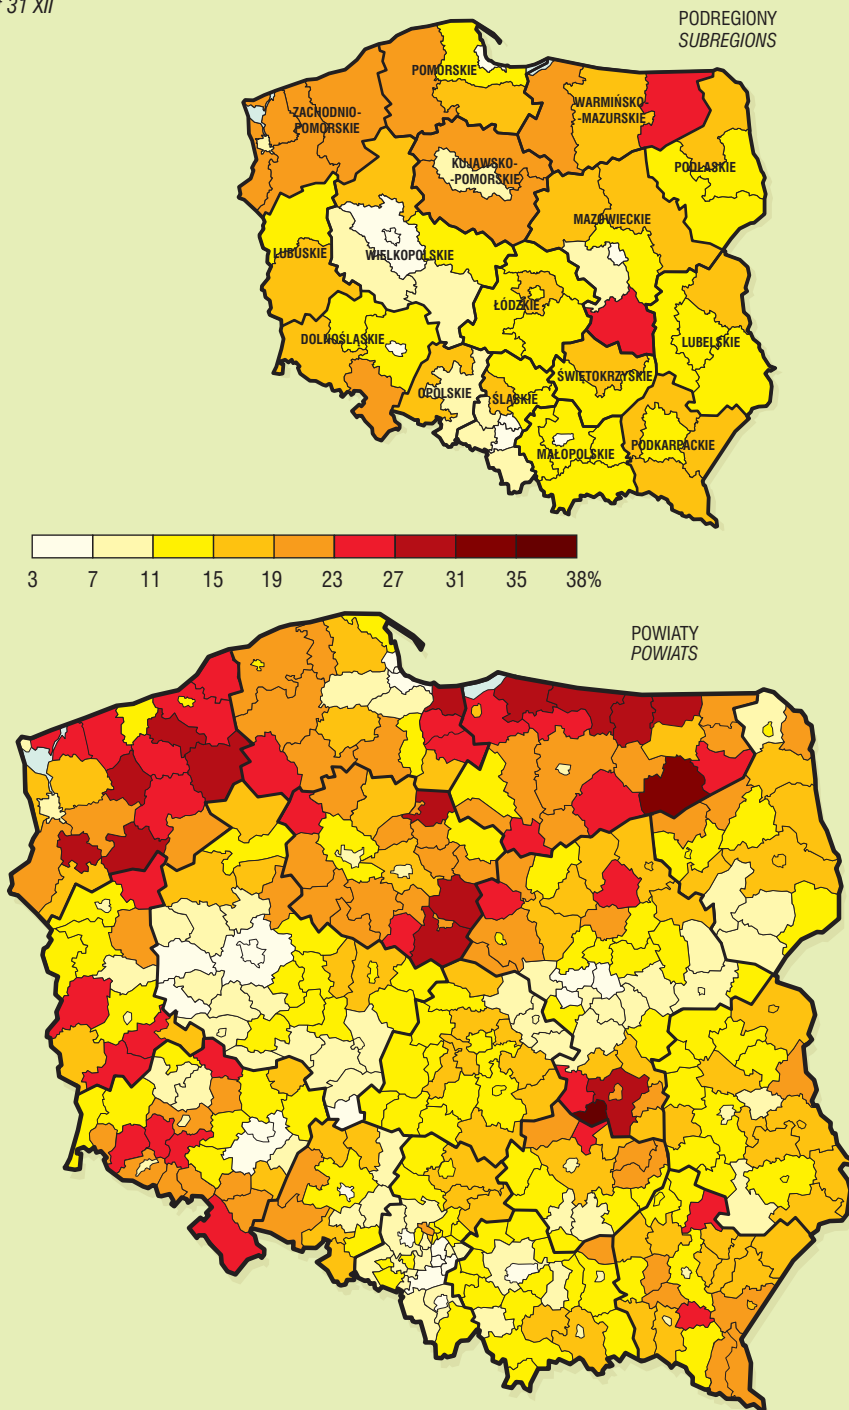 31 XII
PODREGIONY
SUBREGIONS
POMORSKIE
ZACHODNIO-
-POMORSKIE
WARMIŃSKO-
-MAZURSKIE
KUJAWSKO-
-POMORSKIE
PODLASKIE
MAZOWIECKIE
LUBUSKIE
WIELKOPOLSKIE
ŁÓDZKIE
DOLNOŚLĄSKIE
LUBELSKIE
ŚWIĘTOKRZYSKIE
OPOLSKIE
ŚLĄSKIE
PODKARPACKIE
MAŁOPOLSKIE
3 7 11 15 19 23 27 31 35 38%
POWIATY
POWIATS